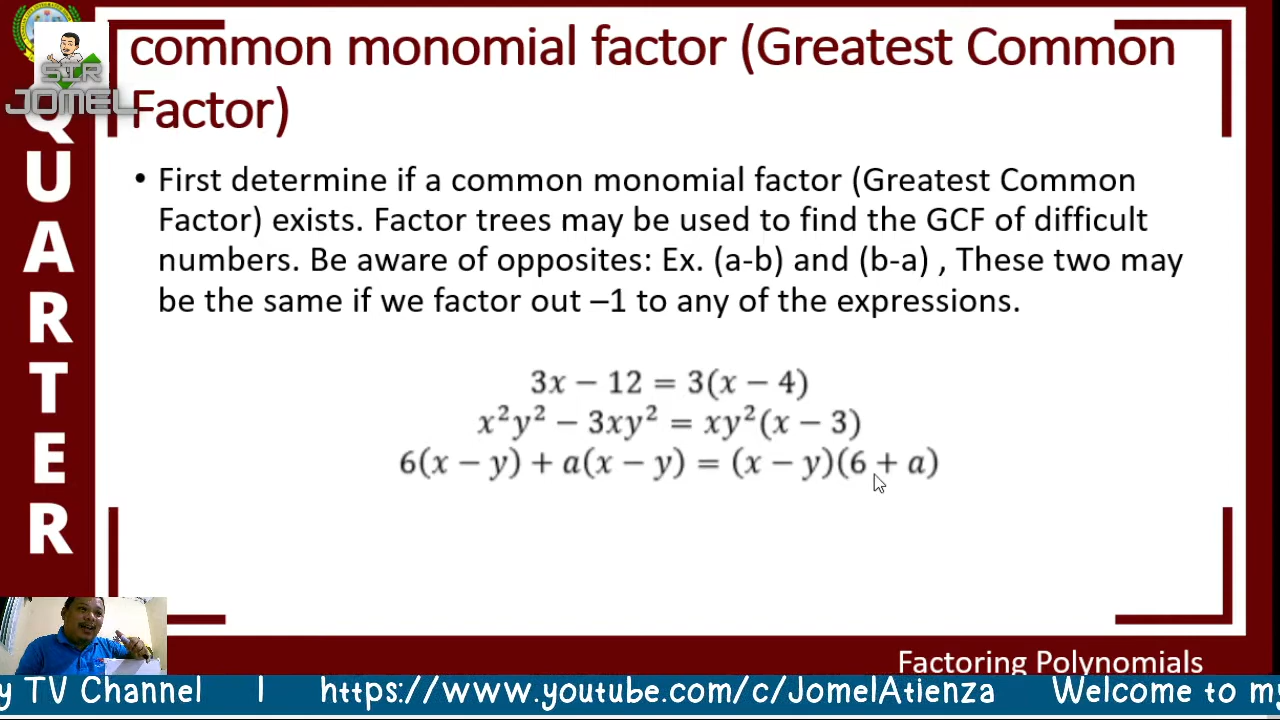 common monomial factor (Greatest Common
Factor)
SIR
JOMEL
QUARTER
• First determine if a common monomial factor (Greatest Common
Factor) exists. Factor trees may be used to find the GCF of difficult
numbers. Be aware of opposites: Ex. (a-b) and (b-a) , These two may
be the same if we factor out –1 to any of the expressions.
3x − 12 = 3(x − 4)
x²y² − 3xy² = xy²(x − 3)
6(x − y) + a(x − y) = (x − y)(6 + a)
Factoring Polynomials
y TV Channel I https://www.youtube.com/c/JomelAtienza Welcome to my